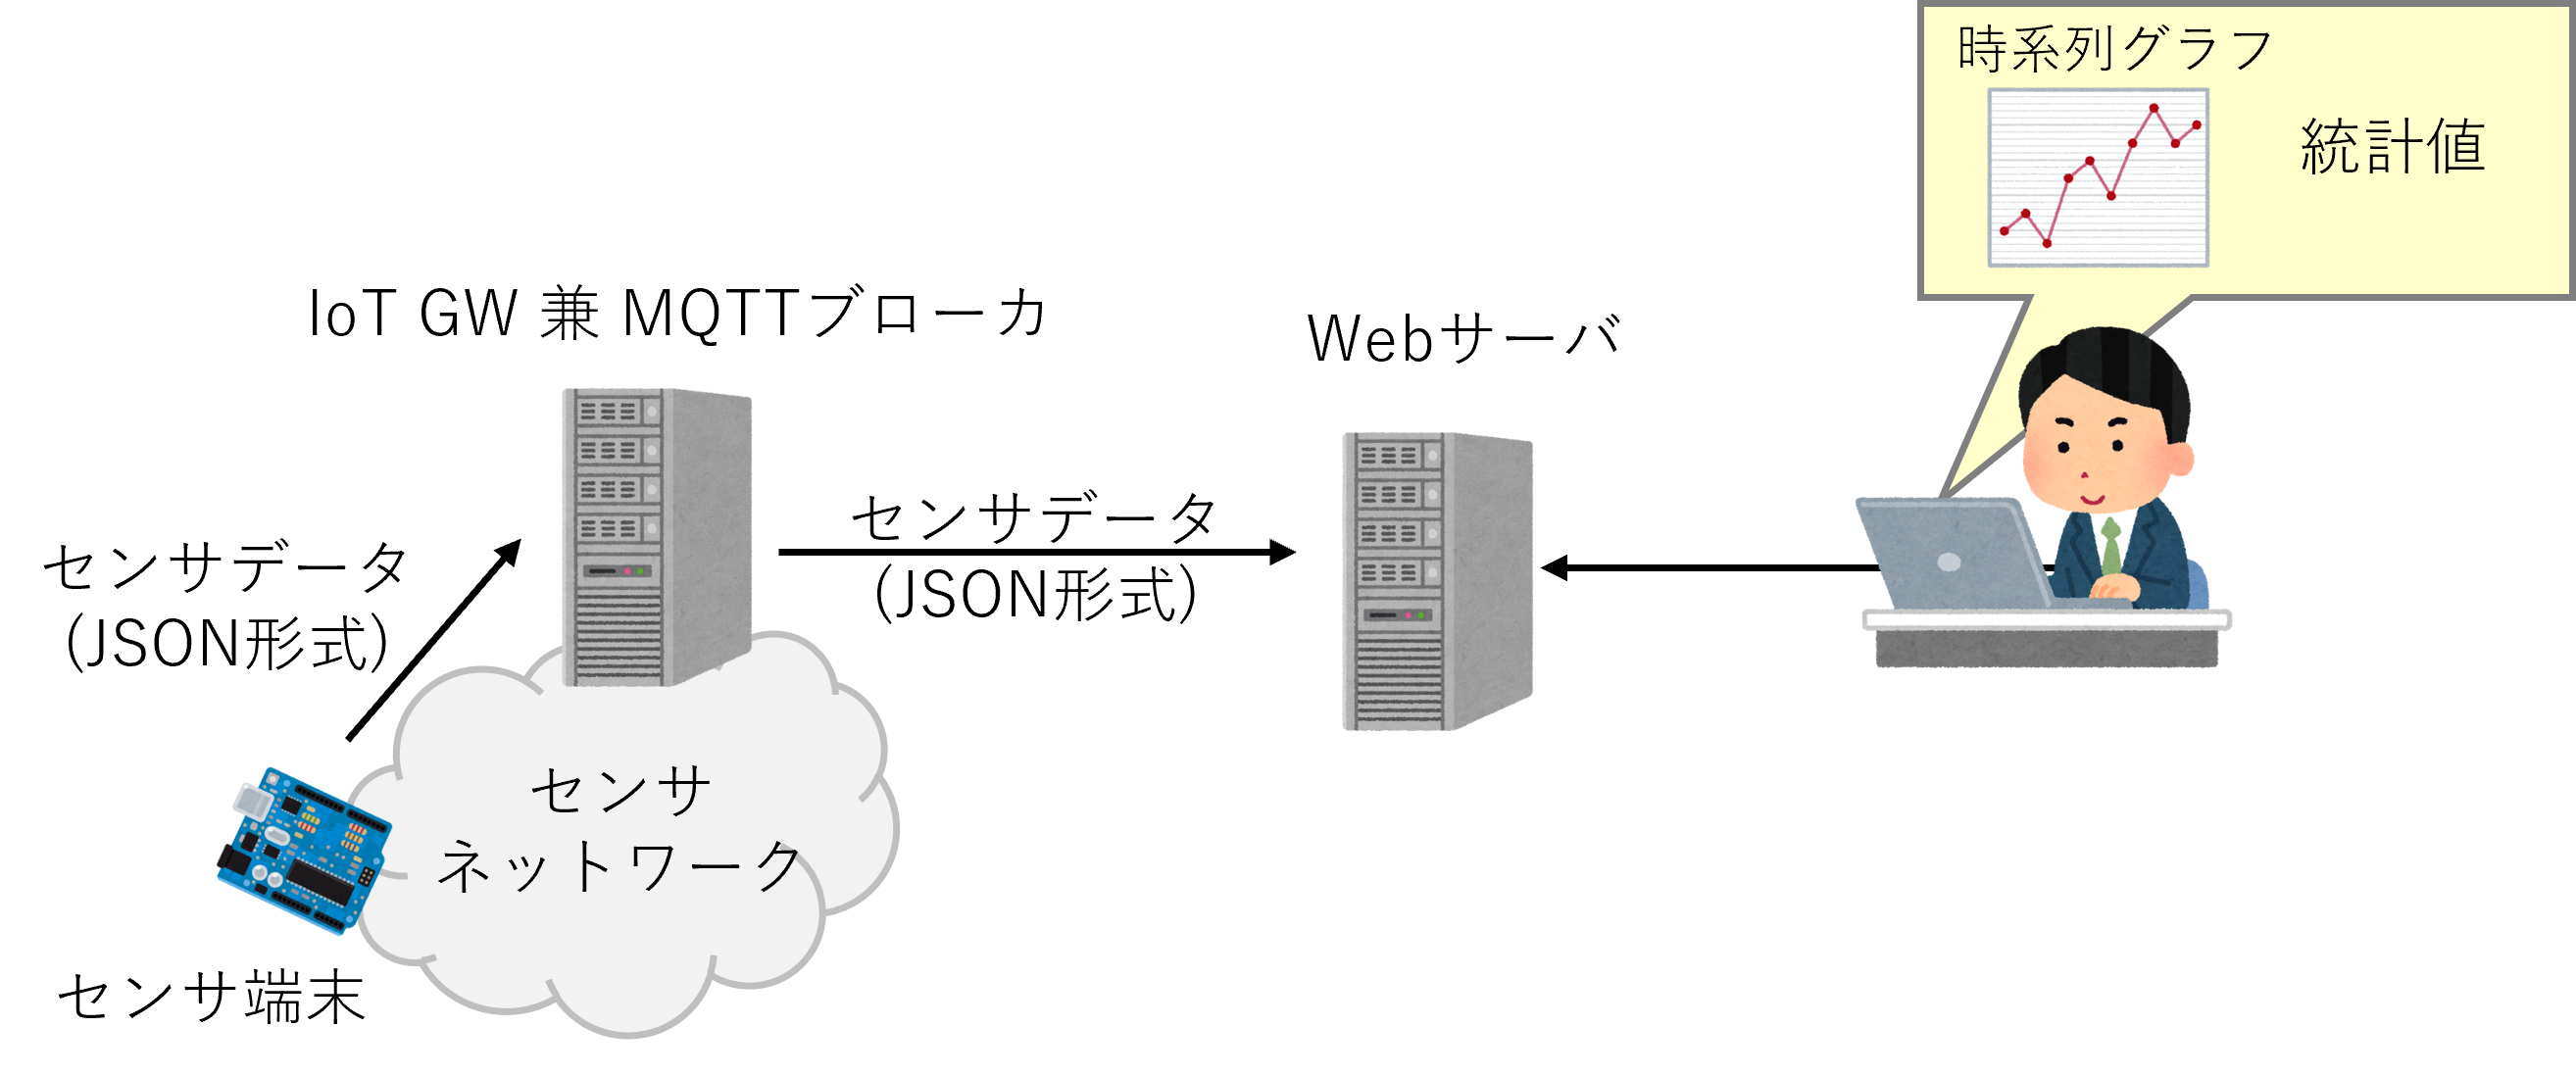 時系列グラフ
統計値
IoT GW 兼 MQTTブローカ
Webサーバ
センサデータ
(JSON形式)
センサデータ
(JSON形式)
センサ
ネットワーク
センサ端末